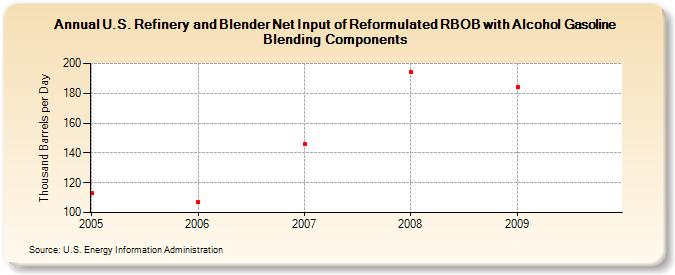 Annual U.S. Refinery and Blender Net Input of Reformulated RBOB with Alcohol Gasoline
Blending Components
Thousand Barrels per Day
200
180
160
140
120
100
2005
2006
2007
2008
2009
Source: U.S. Energy Information Administration